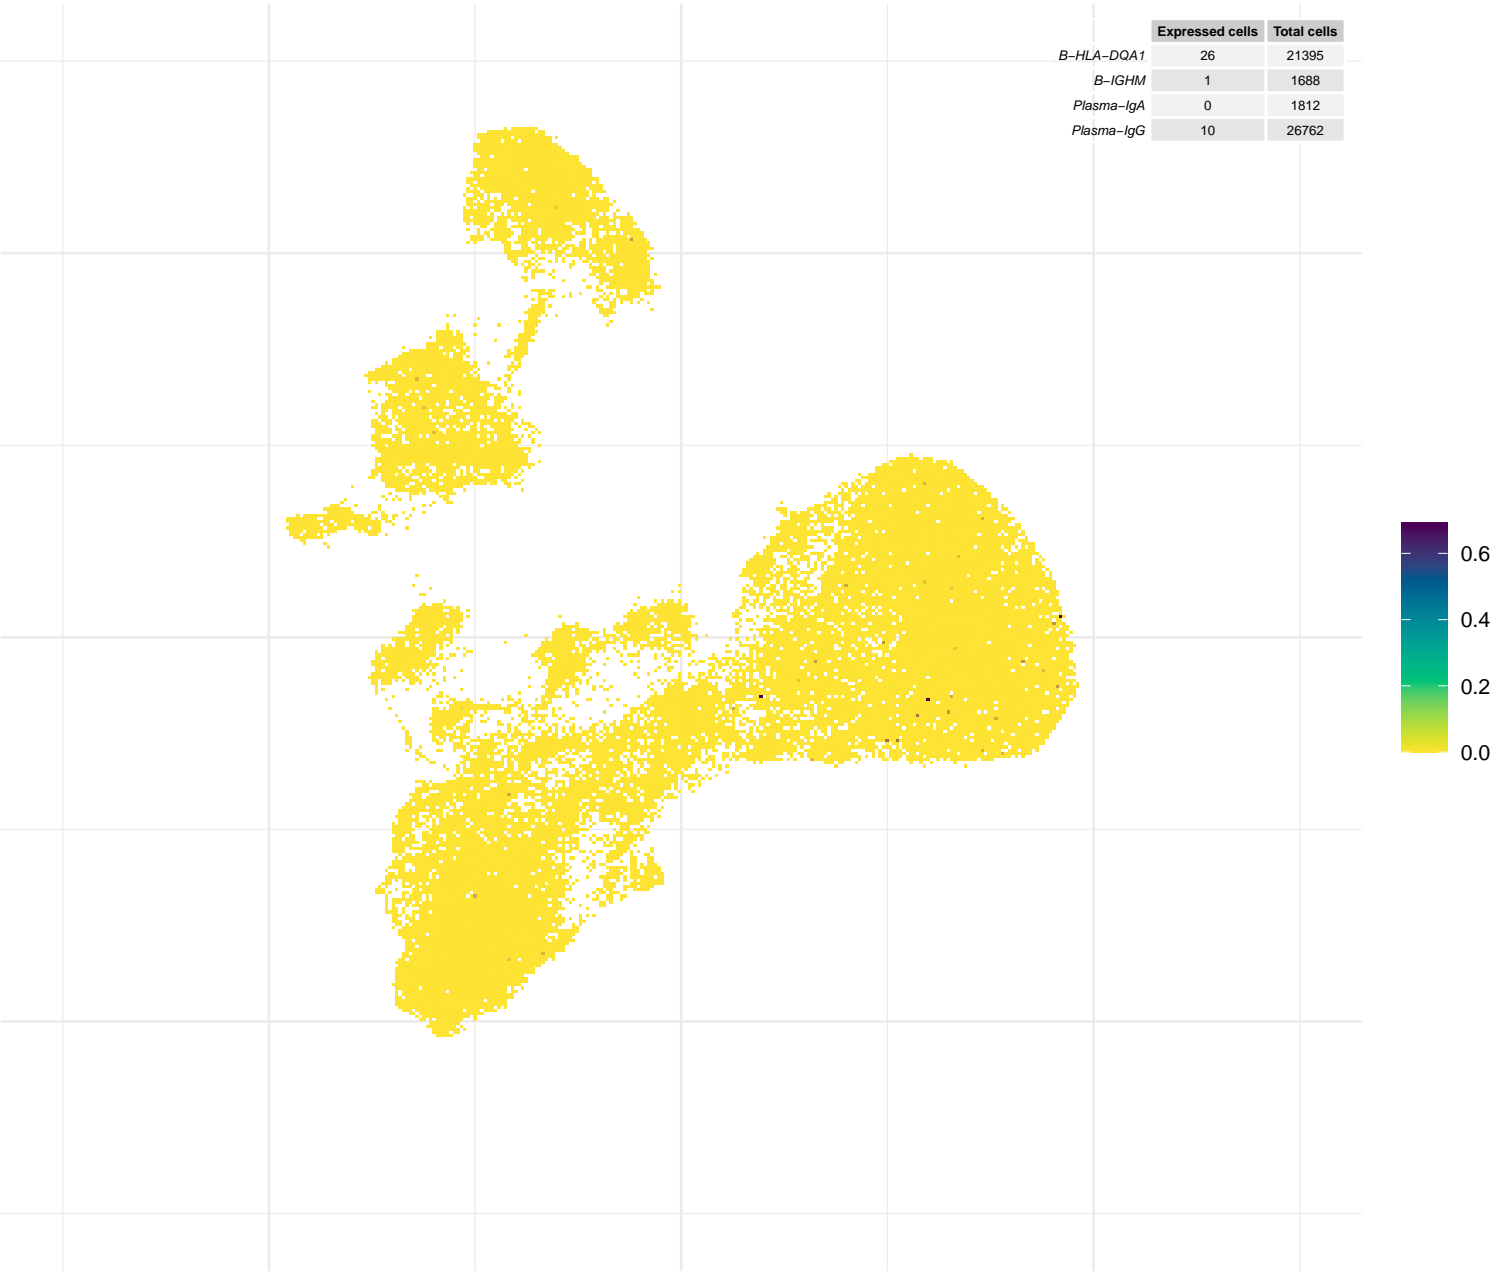 Expressed cells Total cells
B−HLA−DQA1 26 21395
B−IGHM 1 1688
Plasma−IgA 0 1812
Plasma−IgG 10 26762
0.6
0.4
0.2
0.0